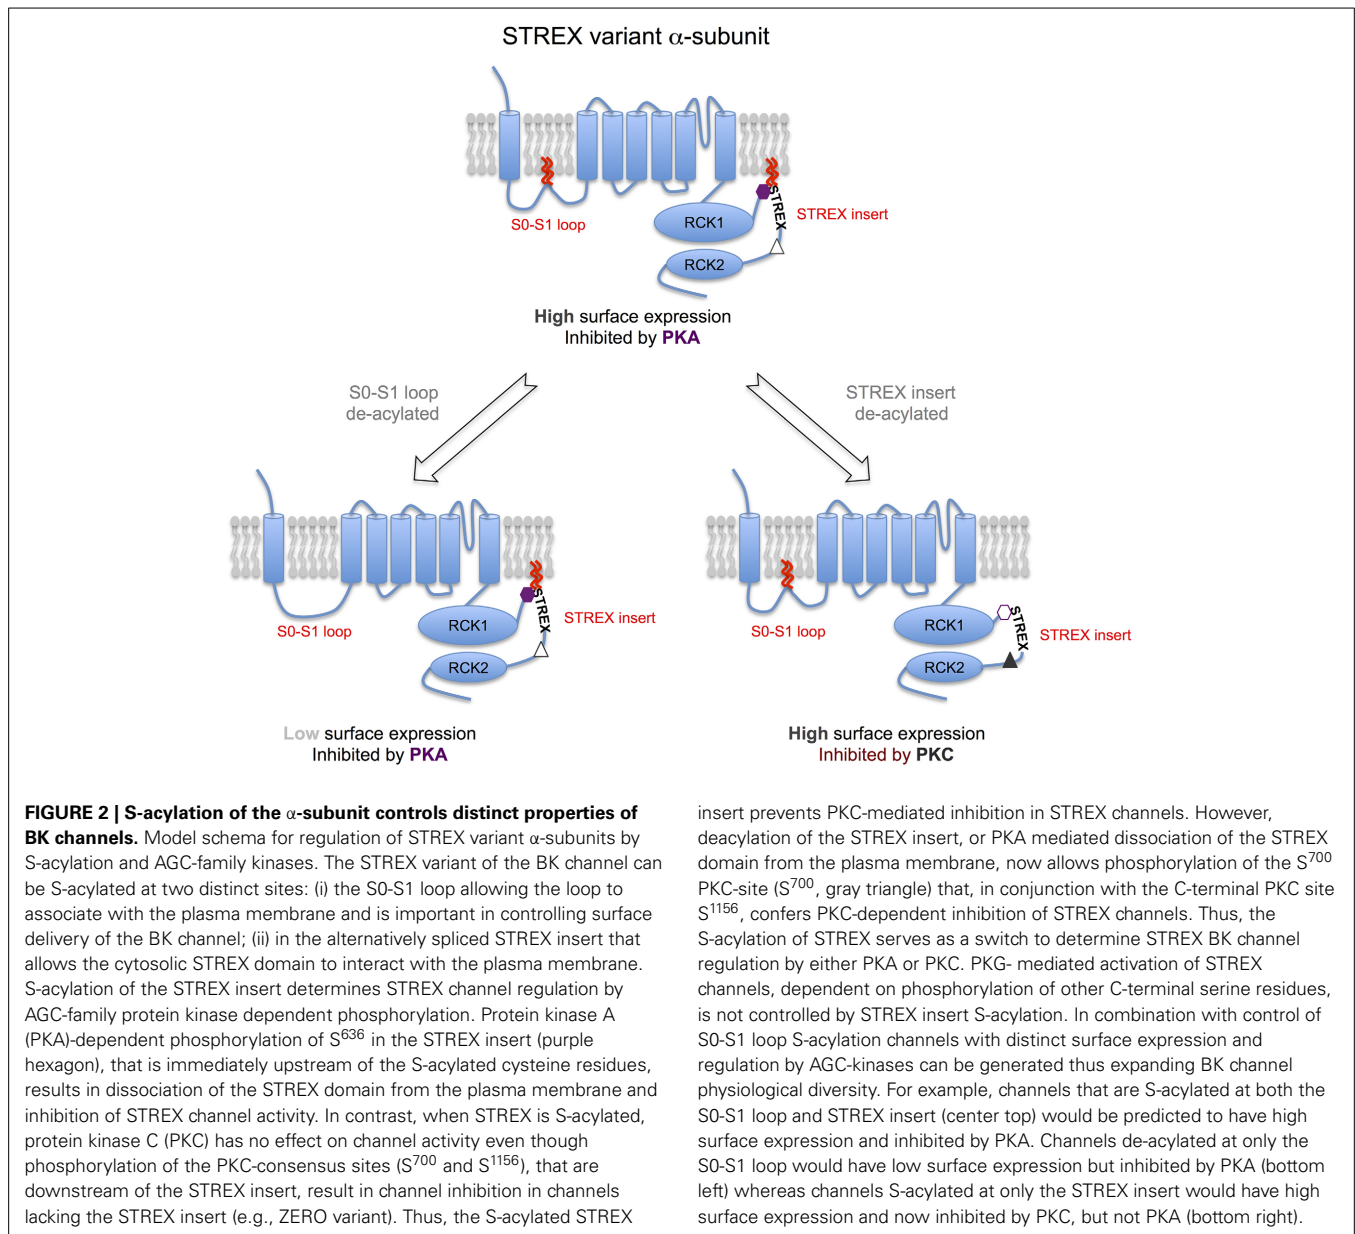 STREX variant α-subunit
S0-S1 loop
RCK1
STREX
STREX insert
RCK2
High surface expression
Inhibited by PKA
S0-S1 loop
de-acylated
STREX insert
de-acylated
S0-S1 loop
RCK1
STREX
STREX insert
RCK2
Low surface expression
Inhibited by PKA
S0-S1 loop
RCK1
STREX
STREX insert
RCK2
High surface expression
Inhibited by PKC
FIGURE 2 | S-acylation of the α-subunit controls distinct properties of
BK channels. Model schema for regulation of STREX variant α-subunits by
S-acylation and AGC-family kinases. The STREX variant of the BK channel can
be S-acylated at two distinct sites: (i) the S0-S1 loop allowing the loop to
associate with the plasma membrane and is important in controlling surface
delivery of the BK channel; (ii) in the alternatively spliced STREX insert that
allows the cytosolic STREX domain to interact with the plasma membrane.
S-acylation of the STREX insert determines STREX channel regulation by
AGC-family protein kinase dependent phosphorylation. Protein kinase A
(PKA)-dependent phosphorylation of S⁶³⁶ in the STREX insert (purple
hexagon), that is immediately upstream of the S-acylated cysteine residues,
results in dissociation of the STREX domain from the plasma membrane and
inhibition of STREX channel activity. In contrast, when STREX is S-acylated,
protein kinase C (PKC) has no effect on channel activity even though
phosphorylation of the PKC-consensus sites (S⁷⁰⁰ and S¹¹⁵⁶), that are
downstream of the STREX insert, result in channel inhibition in channels
lacking the STREX insert (e.g., ZERO variant). Thus, the S-acylated STREX
insert prevents PKC-mediated inhibition in STREX channels. However,
deacylation of the STREX insert, or PKA mediated dissociation of the STREX
domain from the plasma membrane, now allows phosphorylation of the S⁷⁰⁰
PKC-site (S⁷⁰⁰, gray triangle) that, in conjunction with the C-terminal PKC site
S¹¹⁵⁶, confers PKC-dependent inhibition of STREX channels. Thus, the
S-acylation of STREX serves as a switch to determine STREX BK channel
regulation by either PKA or PKC. PKG- mediated activation of STREX
channels, dependent on phosphorylation of other C-terminal serine residues,
is not controlled by STREX insert S-acylation. In combination with control of
S0-S1 loop S-acylation channels with distinct surface expression and
regulation by AGC-kinases can be generated thus expanding BK channel
physiological diversity. For example, channels that are S-acylated at both the
S0-S1 loop and STREX insert (center top) would be predicted to have high
surface expression and inhibited by PKA. Channels de-acylated at only the
S0-S1 loop would have low surface expression but inhibited by PKA (bottom
left) whereas channels S-acylated at only the STREX insert would have high
surface expression and now inhibited by PKC, but not PKA (bottom right).